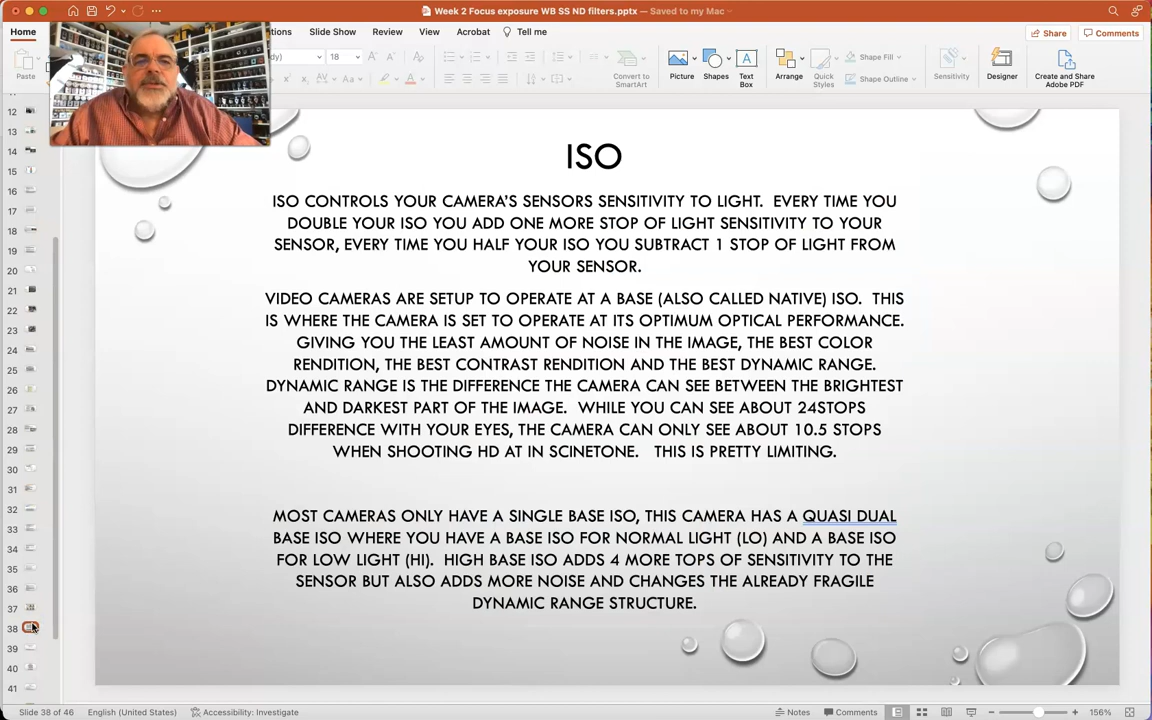 Week 2 Focus exposure WB SS ND filters.pptx — Saved to my Mac
Home
tions
Slide Show
Review
View
Acrobat
Tell me
Share
Comments
Paste
18
Convert to
SmartArt
Picture
Shapes
Text
Box
Arrange
Quick
Styles
Shape Fill
Shape Outline
Sensitivity
Designer
Create and Share
Adobe PDF
12
13
14
15
16
17
18
19
20
21
22
23
24
25
26
27
28
29
30
31
32
33
34
35
36
37
38
39
40
41
ISO
ISO CONTROLS YOUR CAMERA'S SENSORS SENSITIVITY TO LIGHT. EVERY TIME YOU
DOUBLE YOUR ISO YOU ADD ONE MORE STOP OF LIGHT SENSITIVITY TO YOUR
SENSOR, EVERY TIME YOU HALF YOUR ISO YOU SUBTRACT 1 STOP OF LIGHT FROM
YOUR SENSOR.
VIDEO CAMERAS ARE SETUP TO OPERATE AT A BASE (ALSO CALLED NATIVE) ISO. THIS
IS WHERE THE CAMERA IS SET TO OPERATE AT ITS OPTIMUM OPTICAL PERFORMANCE.
GIVING YOU THE LEAST AMOUNT OF NOISE IN THE IMAGE, THE BEST COLOR
RENDITION, THE BEST CONTRAST RENDITION AND THE BEST DYNAMIC RANGE.
DYNAMIC RANGE IS THE DIFFERENCE THE CAMERA CAN SEE BETWEEN THE BRIGHTEST
AND DARKEST PART OF THE IMAGE. WHILE YOU CAN SEE ABOUT 24STOPS
DIFFERENCE WITH YOUR EYES, THE CAMERA CAN ONLY SEE ABOUT 10.5 STOPS
WHEN SHOOTING HD AT IN SCINETONE. THIS IS PRETTY LIMITING.
MOST CAMERAS ONLY HAVE A SINGLE BASE ISO, THIS CAMERA HAS A QUASI DUAL
BASE ISO WHERE YOU HAVE A BASE ISO FOR NORMAL LIGHT (LO) AND A BASE ISO
FOR LOW LIGHT (HI). HIGH BASE ISO ADDS 4 MORE TOPS OF SENSITIVITY TO THE
SENSOR BUT ALSO ADDS MORE NOISE AND CHANGES THE ALREADY FRAGILE
DYNAMIC RANGE STRUCTURE.
Slide 38 of 46
English (United States)
Accessibility: Investigate
Notes
Comments
156%